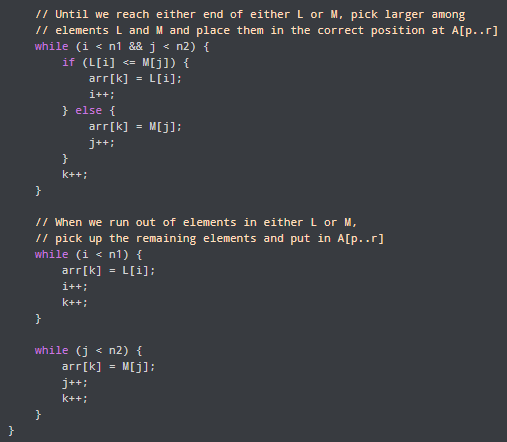 // Until we reach either end of either L or M, pick larger among
// elements L and M and place them in the correct position at A[p..r]
while (i < n1 && j < n2) {
if (L[i] <= M[j]) {
arr[k] = L[i];
i++;
} else {
arr[k] = M[j];
j++;
}
k++;
}
// When we run out of elements in either L or M,
// pick up the remaining elements and put in A[p..r]
while (i < n1) {
arr[k] = L[i];
i++;
k++;
}
while (j < n2) {
arr[k] = M[j];
j++;
k++;
}
}